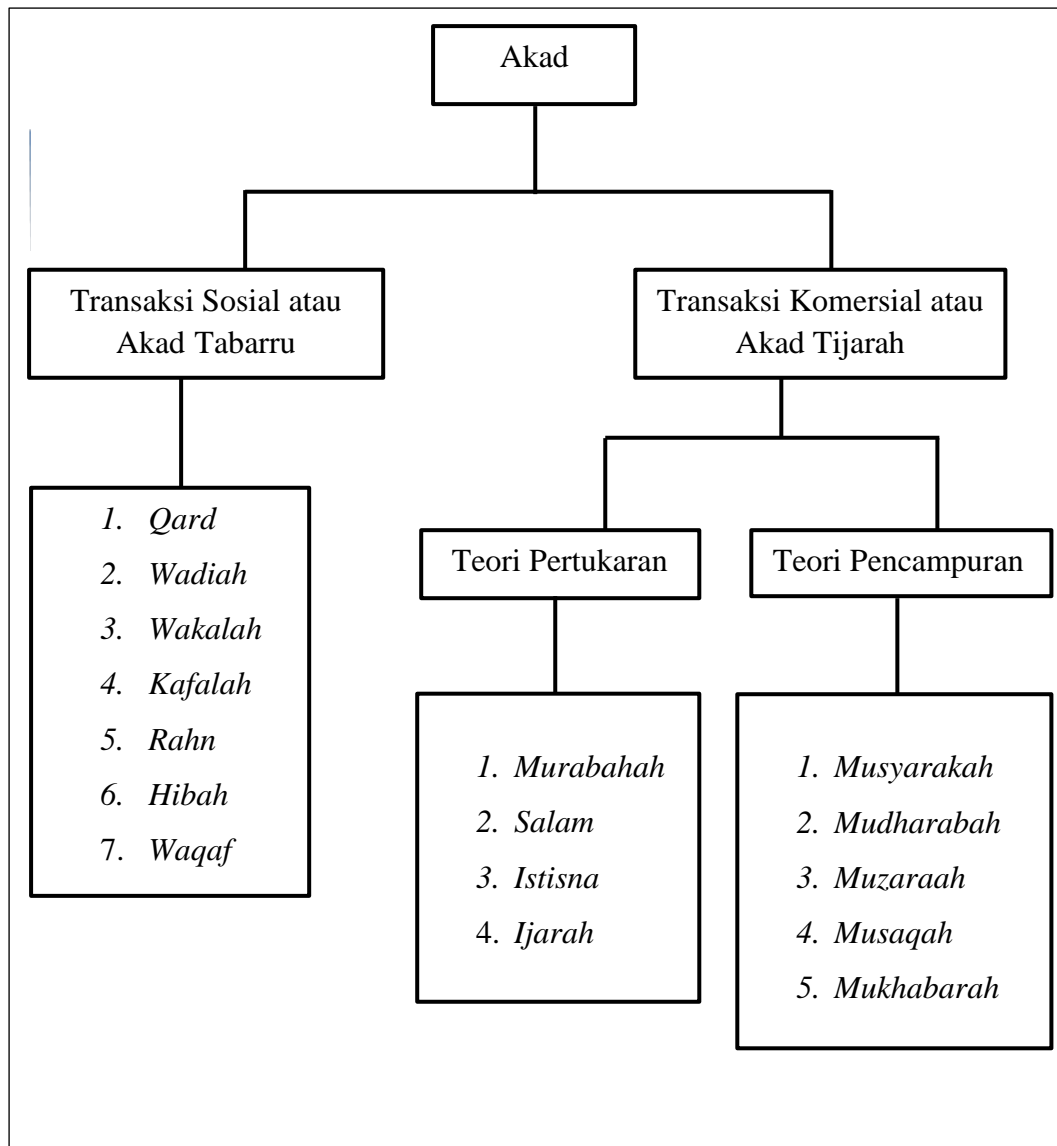 Akad
Transaksi Sosial atau
Akad Tabarru
Transaksi Komersial atau
Akad Tijarah
1. Qard
2. Wadiah
3. Wakalah
4. Kafalah
5. Rahn
6. Hibah
7. Waqaf
Teori Pertukaran
1. Murabahah
2. Salam
3. Istisna
4. Ijarah
Teori Pencampuran
1. Musyarakah
2. Mudharabah
3. Muzaraah
4. Musaqah
5. Mukhabarah